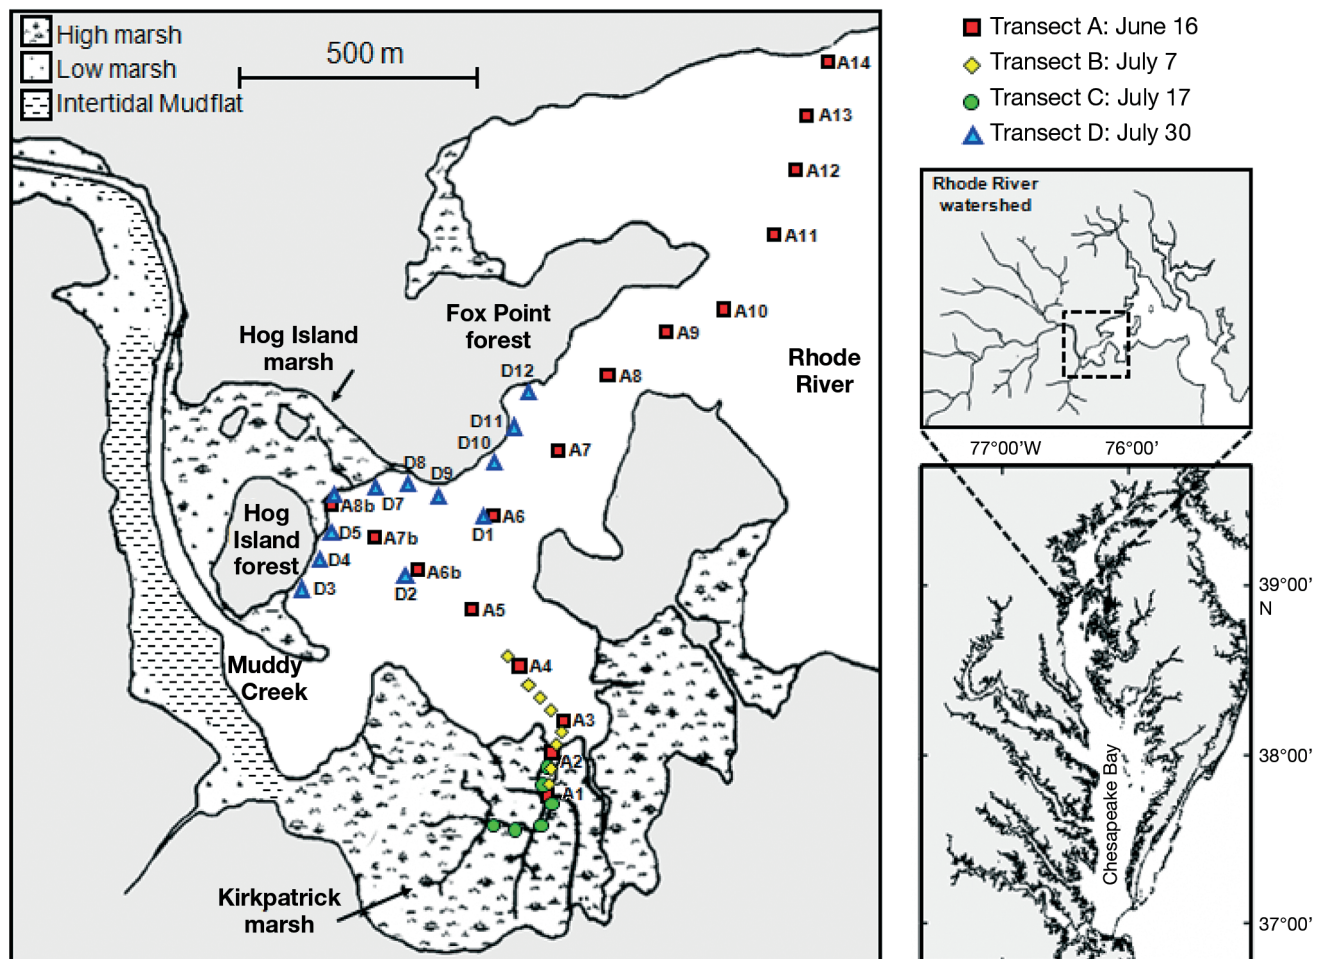 High marsh
Low marsh
Intertidal Mudflat
500 m
Transect A: June 16
Transect B: July 7
Transect C: July 17
Transect D: July 30
A14
A13
A12
A11
A10
A9
A8
A7
Rhode
River
Fox Point
forest
Hog Island
marsh
D12
D11
D10
D8
D9
D7
A8b
A6
D1
Hog
Island
forest
D5
A7b
D4
A6b
D3
D2
A5
Muddy
Creek
A4
A3
A2
A1
Kirkpatrick
marsh
Rhode River
watershed
77°00'W
76°00'
39°00'
N
38°00'
37°00'
Chesapeake Bay